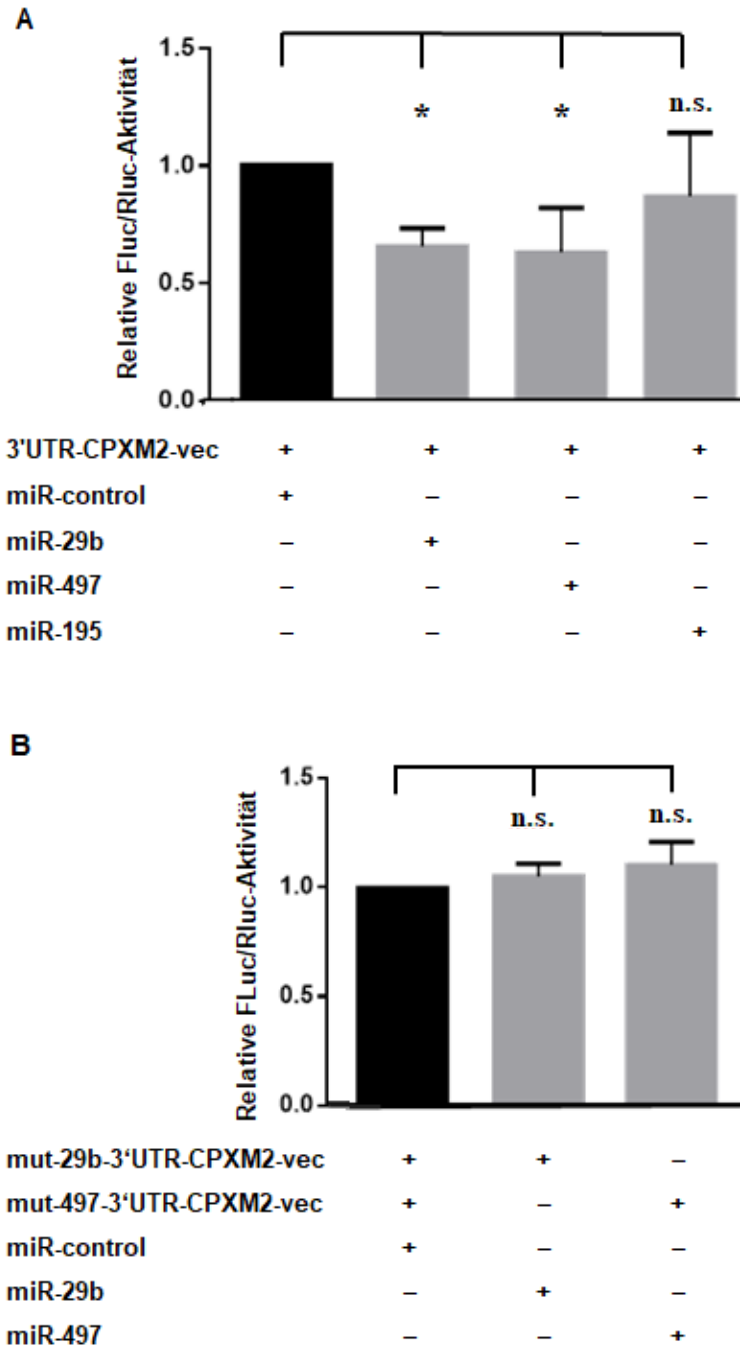 A
Relative Fluc/Rluc-Aktivität
1.5
1.0
0.5
0.0
* * n.s.
3'UTR-CPXM2-vec + + + +
miR-control + – – –
miR-29b – + – –
miR-497 – – + –
miR-195 – – – +
B
Relative FLuc/Rluc-Aktivität
1.5
1.0
0.5
0.0
n.s. n.s.
mut-29b-3‘UTR-CPXM2-vec + + –
mut-497-3‘UTR-CPXM2-vec + – +
miR-control + – –
miR-29b – + –
miR-497 – – +